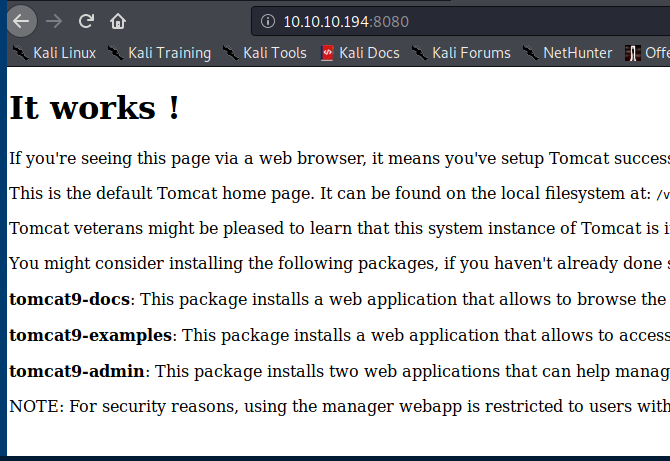 10.10.10.194:8080
Kali Linux Kali Training Kali Tools Kali Docs Kali Forums NetHunter Offe
It works !
If you're seeing this page via a web browser, it means you've setup Tomcat succes
This is the default Tomcat home page. It can be found on the local filesystem at: /v
Tomcat veterans might be pleased to learn that this system instance of Tomcat is i
You might consider installing the following packages, if you haven't already done s
tomcat9-docs: This package installs a web application that allows to browse the
tomcat9-examples: This package installs a web application that allows to access
tomcat9-admin: This package installs two web applications that can help manag
NOTE: For security reasons, using the manager webapp is restricted to users with